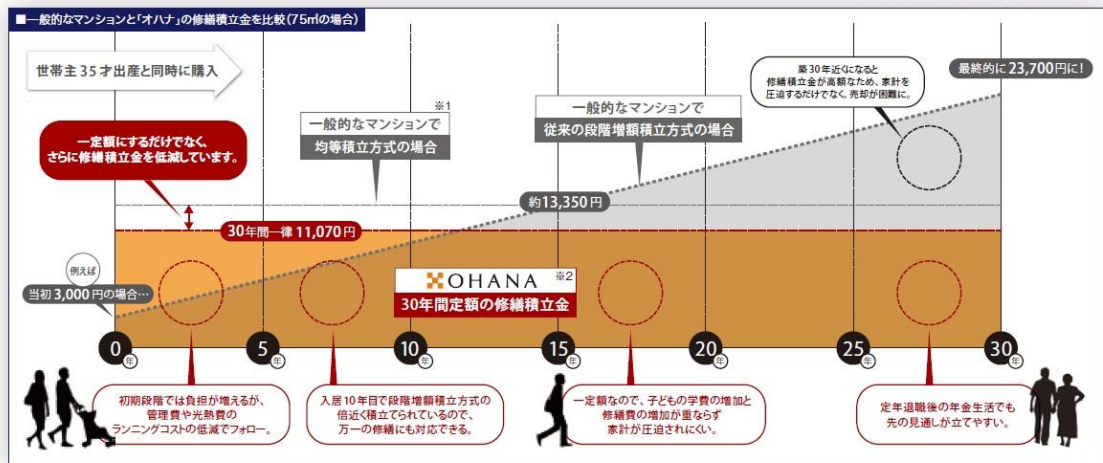 ■一般的なマンションと「オハナ」の修繕積立金を比較(75㎡の場合)
世帯主35才出産と同時に購入
一定額にするだけでなく、
さらに修繕積立金を低減しています。
※1
一般的なマンションで
均等積立方式の場合
一般的なマンションで
従来の段階増額積立方式の場合
築30年近くになると
修繕積立金が高額なため、家計を
圧迫するだけでなく、売却が困難に。
最終的に23,700円に!
約13,350円
30年間一律11,070円
例えば
当初3,000円の場合…
OHANA ※2
30年間定額の修繕積立金
0年
5年
10年
15年
20年
25年
30年
初期段階では負担が増えるが、
管理費や光熱費の
ランニングコストの低減でフォロー。
入居10年目で段階増額積立方式の
倍近く積立てられているので、
万一の修繕にも対応できる。
一定額なので、子どもの学費の増加と
修繕費の増加が重ならず
家計が圧迫されにくい。
定年退職後の年金生活でも
先の見通しが立てやすい。